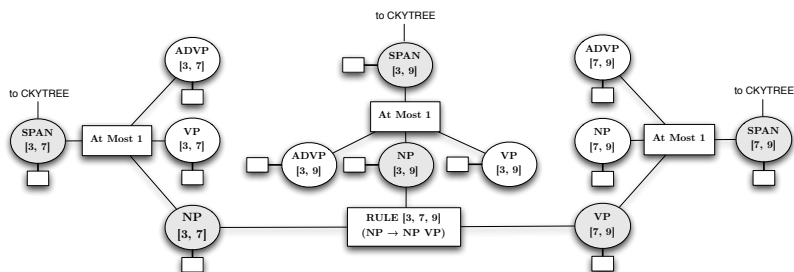 to CKYTREE
SPAN
[3, 9]
At Most 1
ADVP
[3, 9]
NP
[3, 9]
VP
[3, 9]
RULE [3, 7, 9]
(NP → NP VP)
ADVP
[3, 7]
to CKYTREE
SPAN
[3, 7]
At Most 1
VP
[3, 7]
NP
[3, 7]
ADVP
[7, 9]
to CKYTREE
NP
[7, 9]
At Most 1
SPAN
[7, 9]
VP
[7, 9]